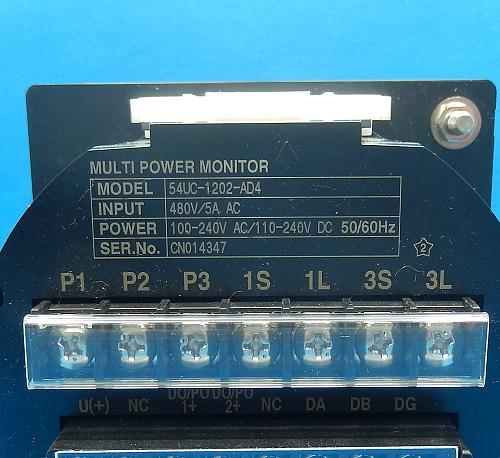 MULTI POWER MONITOR
MODEL 54UC-1202-AD4
INPUT 480V/5A AC
POWER 100-240V AC/110-240V DC 50/60Hz
SER.No. CN014347
2
P1 P2 P3 1S 1L 3S 3L
DO/PO DO/PO
U(+) NC 1+ 2+ NC DA DB DG